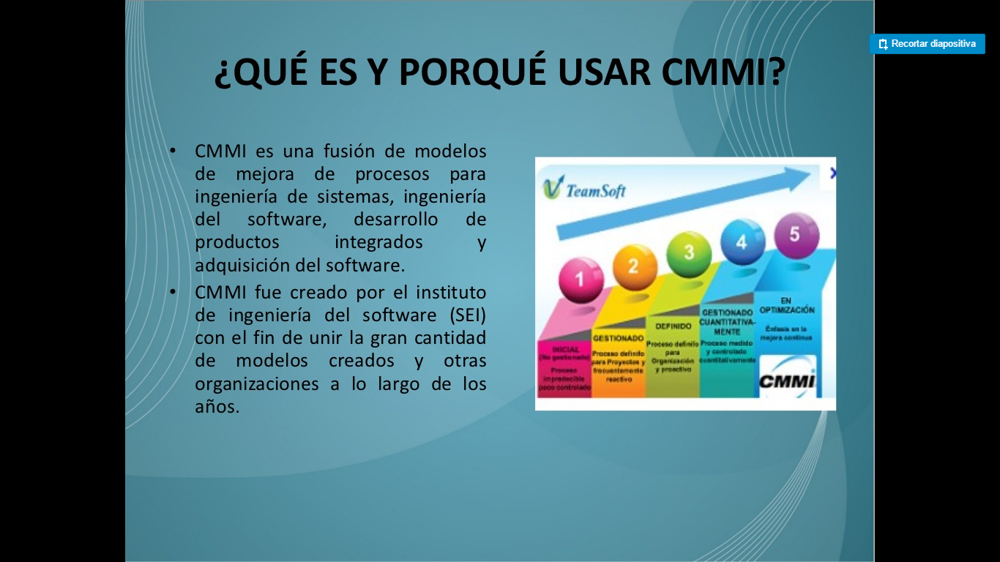 Recortar diapositiva
¿QUÉ ES Y PORQUÉ USAR CMMI?
• CMMI es una fusión de modelos
de mejora de procesos para
ingeniería de sistemas, ingeniería
del software, desarrollo de
productos integrados y
adquisición del software.
• CMMI fue creado por el instituto
de ingeniería del software (SEI)
con el fin de unir la gran cantidad
de modelos creados y otras
organizaciones a lo largo de los
años.
TeamSoft
1
2
3
4
5
INICIAL
(No gestionado)
Proceso
impredecible
poco controlado
GESTIONADO
Proceso definito
para Proyectos y
frecuentemente
reactivo
DEFINIDO
Proceso definito
para
Organización
y proactivo
GESTIONADO
CUANTITATIVA-
MENTE
Proceso medido
y controlado
cuantitativamente
EN
OPTIMIZACIÓN
Énfasis en la
mejora continua
CMMI